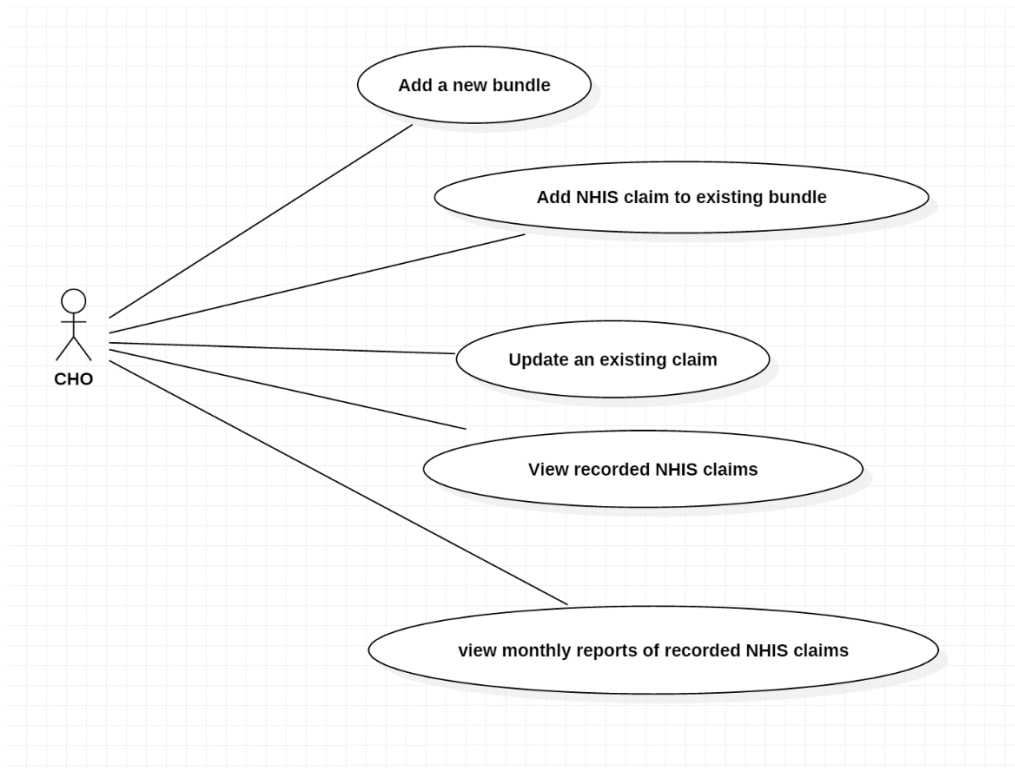 Add a new bundle
Add NHIS claim to existing bundle
CHO
Update an existing claim
View recorded NHIS claims
view monthly reports of recorded NHIS claims